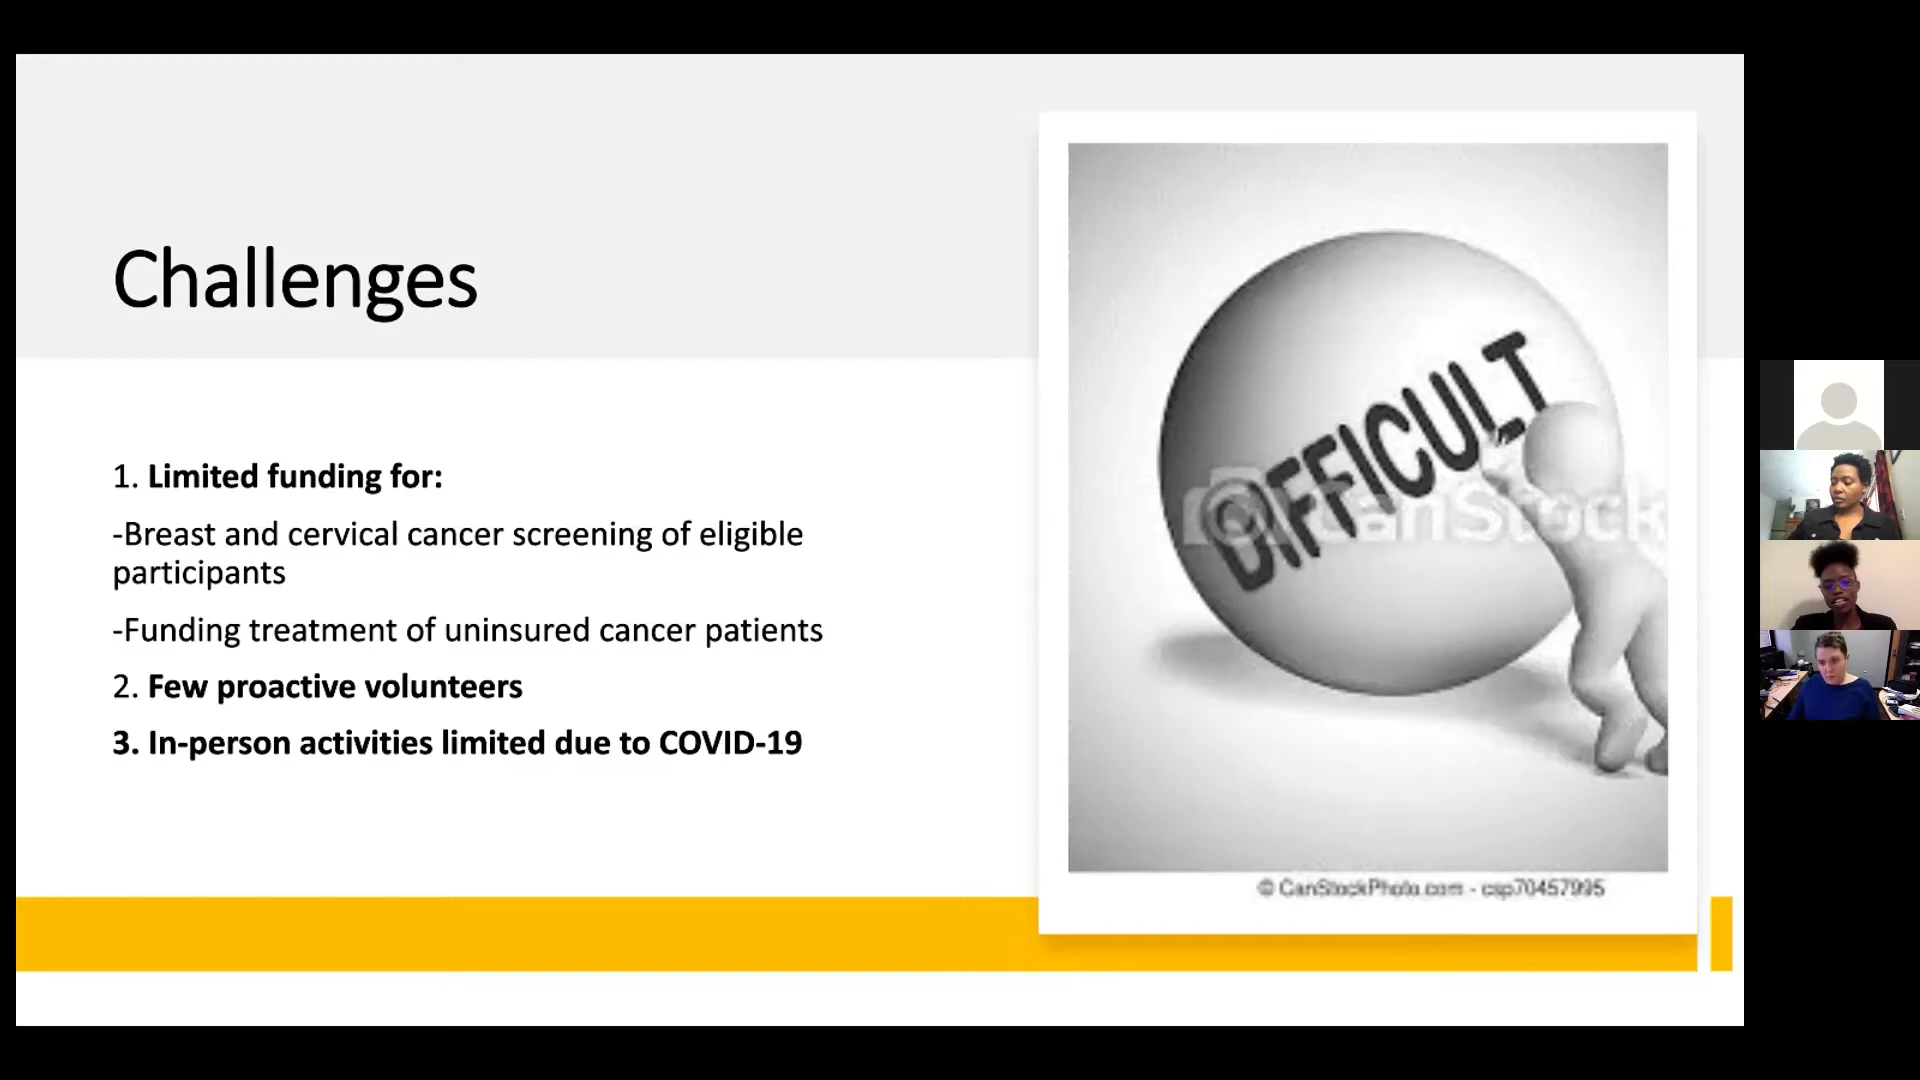 Challenges
1. Limited funding for:
-Breast and cervical cancer screening of eligible
participants
-Funding treatment of uninsured cancer patients
2. Few proactive volunteers
3. In-person activities limited due to COVID-19
DIFFICULT
© CanStock
© CanStockPhoto.com - csp70457995